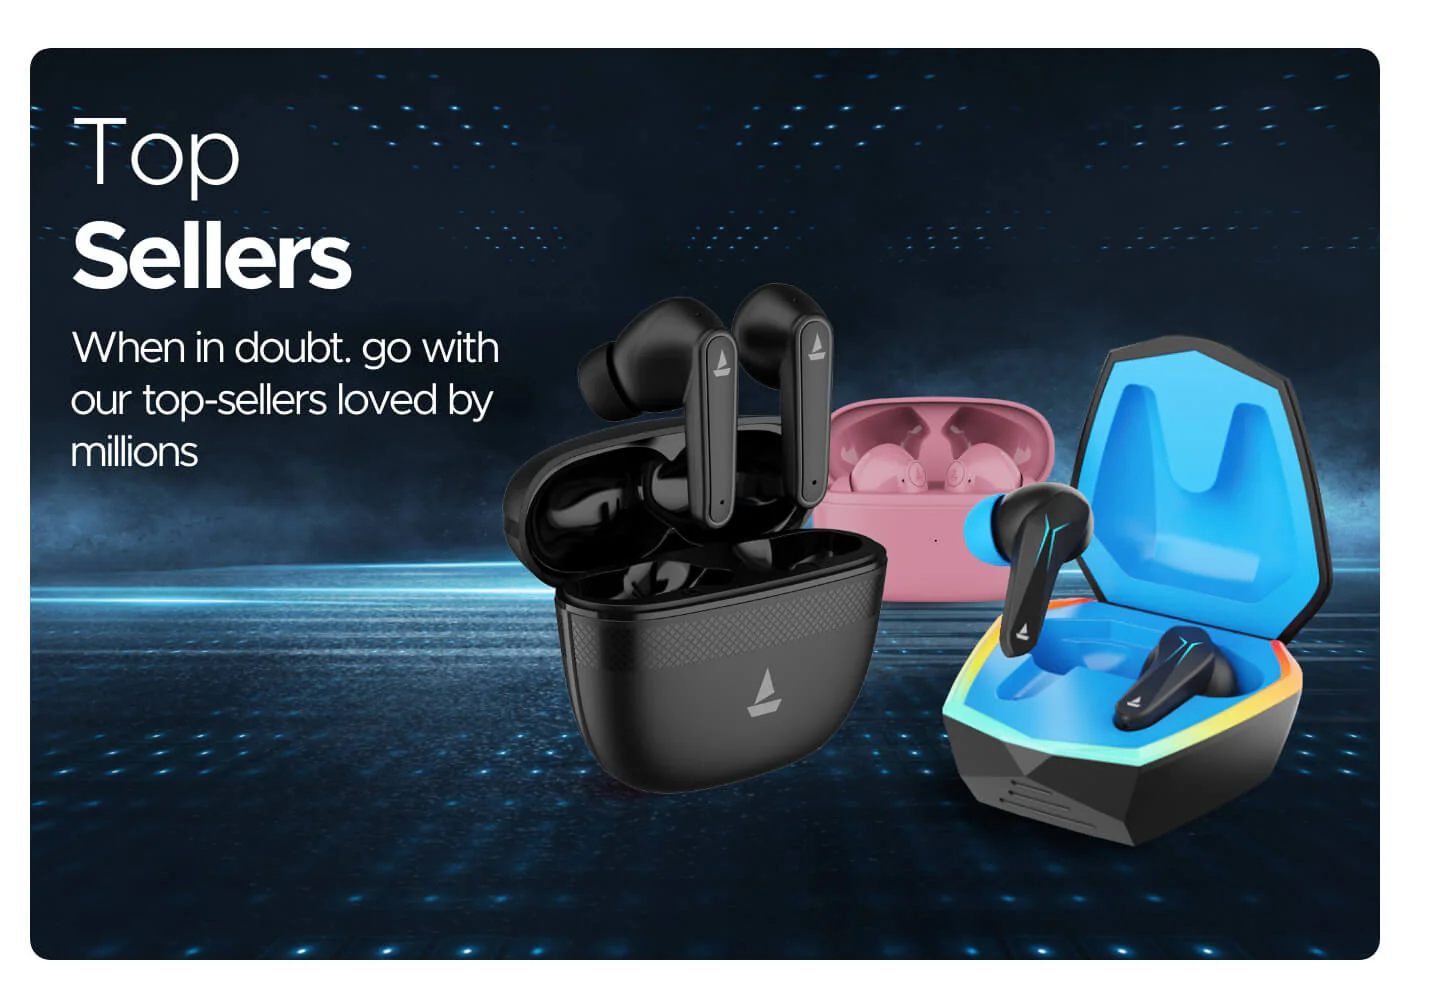 Top
Sellers
When in doubt. go with
our top-sellers loved by
millions